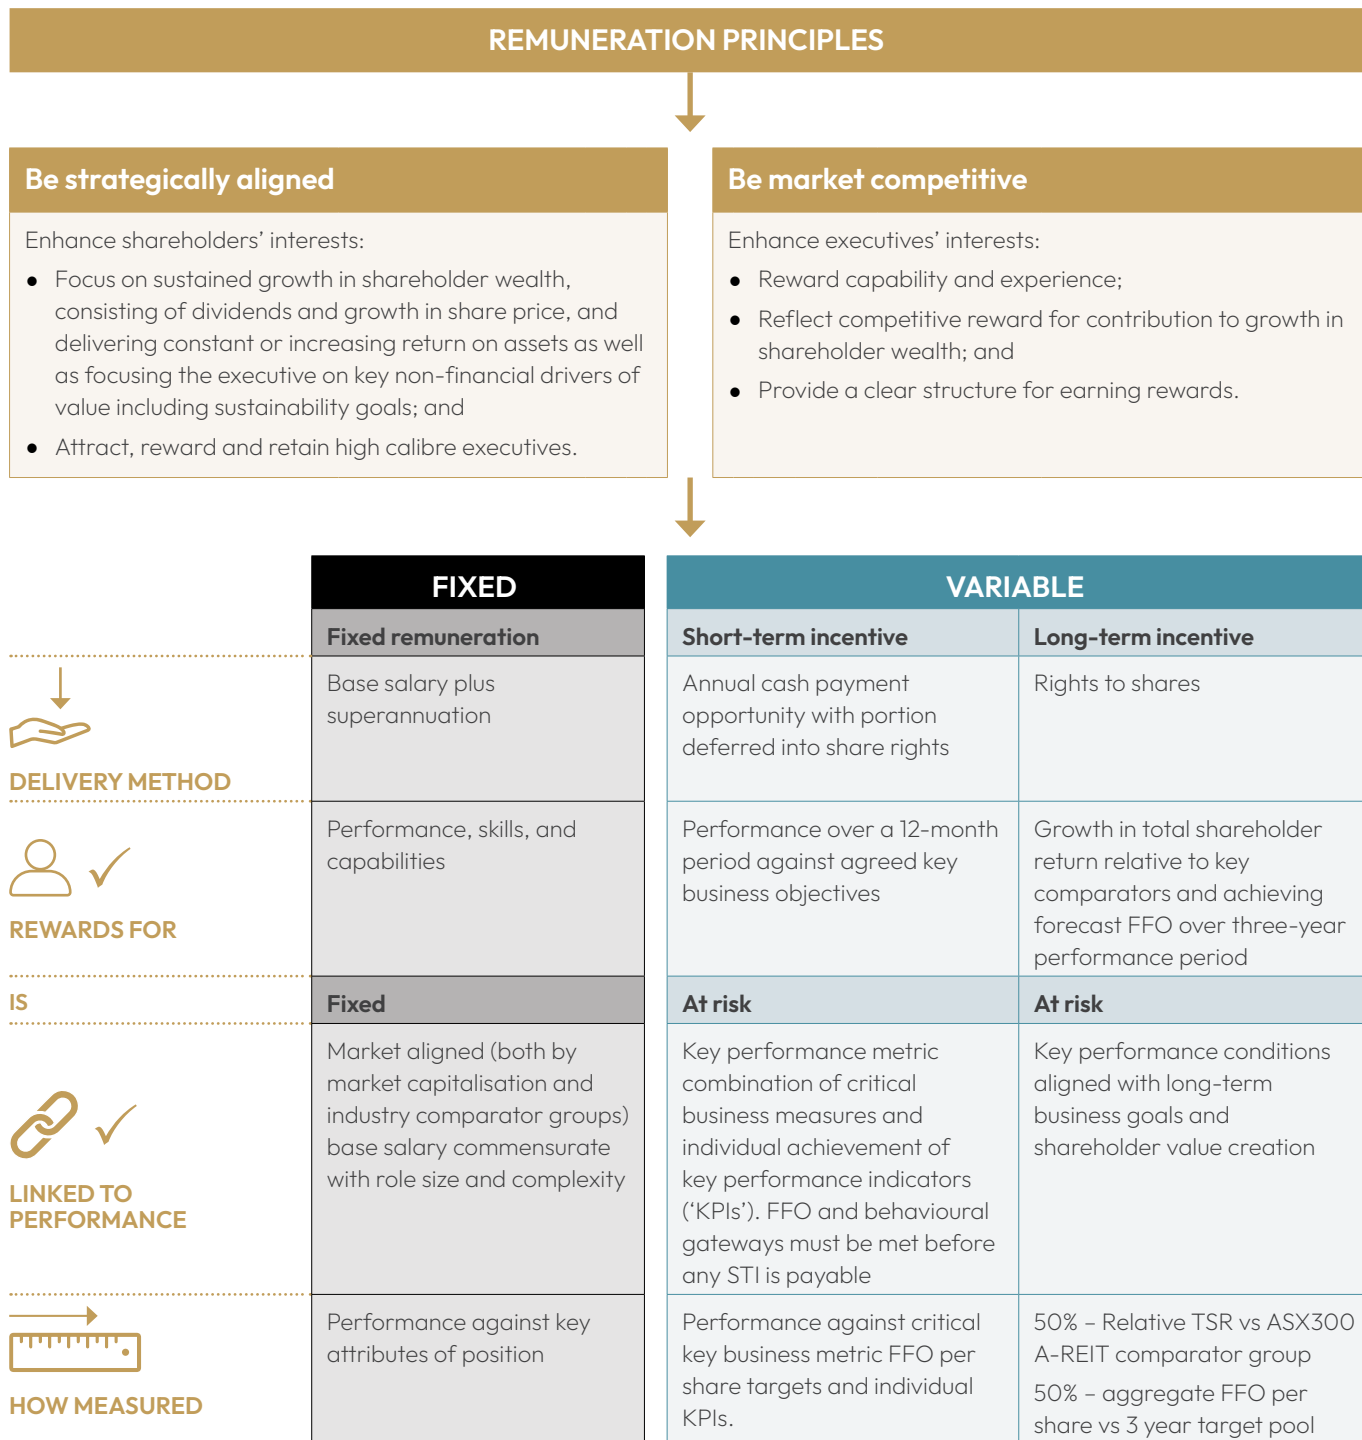 REMUNERATION PRINCIPLES
Be strategically aligned
Enhance shareholders’ interests:
● Focus on sustained growth in shareholder wealth,
consisting of dividends and growth in share price, and
delivering constant or increasing return on assets as well
as focusing the executive on key non-financial drivers of
value including sustainability goals; and
● Attract, reward and retain high calibre executives.
Be market competitive
Enhance executives’ interests:
● Reward capability and experience;
● Reflect competitive reward for contribution to growth in
shareholder wealth; and
● Provide a clear structure for earning rewards.
FIXED
VARIABLE
Fixed remuneration
Short-term incentive
Long-term incentive
DELIVERY METHOD
Base salary plus
superannuation
Annual cash payment
opportunity with portion
deferred into share rights
Rights to shares
REWARDS FOR
Performance, skills, and
capabilities
Performance over a 12-month
period against agreed key
business objectives
Growth in total shareholder
return relative to key
comparators and achieving
forecast FFO over three-year
performance period
IS
Fixed
At risk
At risk
LINKED TO
PERFORMANCE
Market aligned (both by
market capitalisation and
industry comparator groups)
base salary commensurate
with role size and complexity
Key performance metric
combination of critical
business measures and
individual achievement of
key performance indicators
(‘KPIs’). FFO and behavioural
gateways must be met before
any STI is payable
Key performance conditions
aligned with long-term
business goals and
shareholder value creation
HOW MEASURED
Performance against key
attributes of position
Performance against critical
key business metric FFO per
share targets and individual
KPIs.
50% – Relative TSR vs ASX300
A-REIT comparator group
50% – aggregate FFO per
share vs 3 year target pool